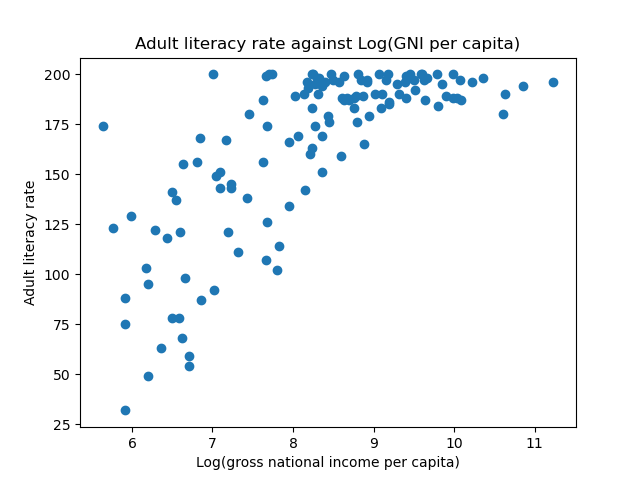 Adult literacy rate against Log(GNI per capita)
200
175
150
125
100
75
50
25
Adult literacy rate
6 7 8 9 10 11
Log(gross national income per capita)